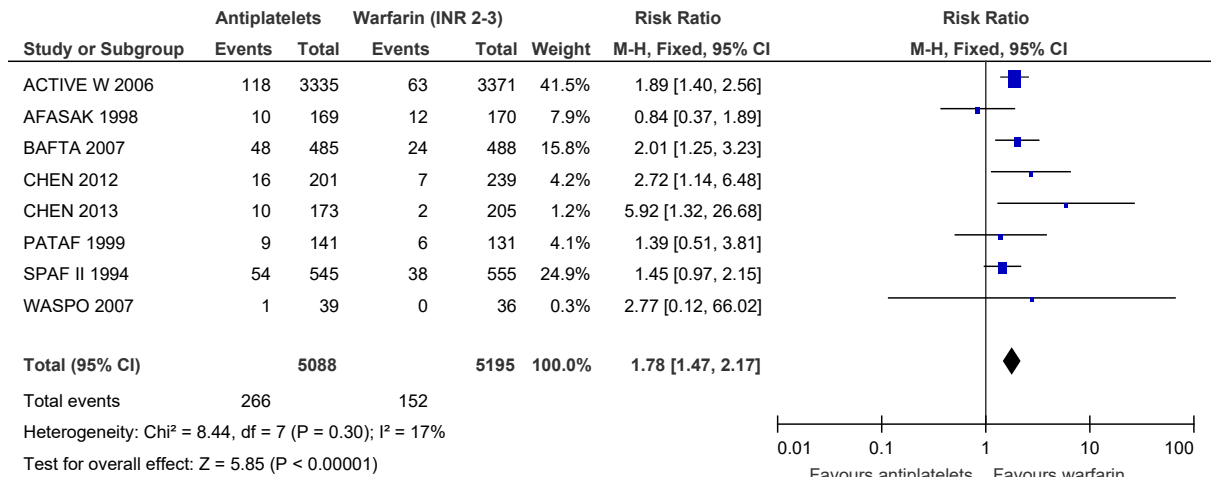 Antiplatelets Warfarin (INR 2-3) Risk Ratio Risk Ratio
Study or Subgroup Events Total Events Total Weight M-H, Fixed, 95% CI M-H, Fixed, 95% CI
ACTIVE W 2006 118 3335 63 3371 41.5% 1.89 [1.40, 2.56]
AFASAK 1998 10 169 12 170 7.9% 0.84 [0.37, 1.89]
BAFTA 2007 48 485 24 488 15.8% 2.01 [1.25, 3.23]
CHEN 2012 16 201 7 239 4.2% 2.72 [1.14, 6.48]
CHEN 2013 10 173 2 205 1.2% 5.92 [1.32, 26.68]
PATAF 1999 9 141 6 131 4.1% 1.39 [0.51, 3.81]
SPAF II 1994 54 545 38 555 24.9% 1.45 [0.97, 2.15]
WASPO 2007 1 39 0 36 0.3% 2.77 [0.12, 66.02]
Total (95% CI) 5088 5195 100.0% 1.78 [1.47, 2.17]
Total events 266 152
Heterogeneity: Chi² = 8.44, df = 7 (P = 0.30); I² = 17%
Test for overall effect: Z = 5.85 (P < 0.00001)
0.01 0.1 1 10 100
Favours antiplatelets Favours warfarin